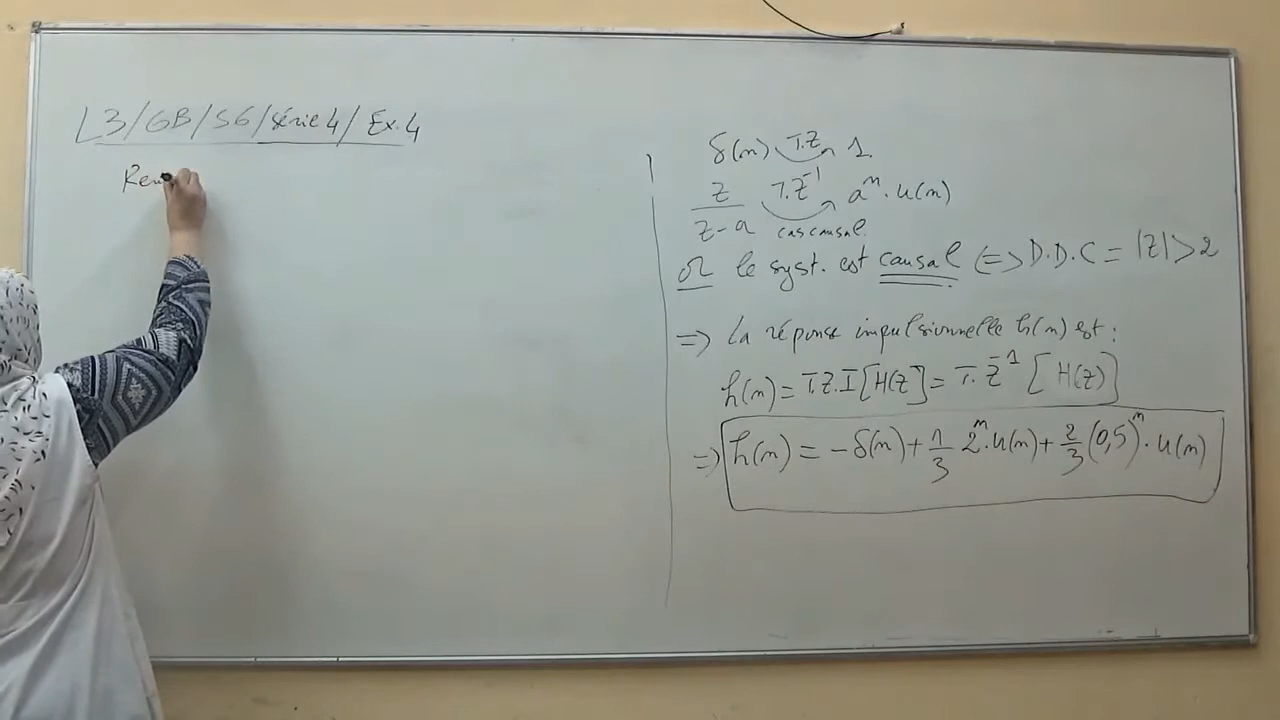 L3/GB/S6/série 4/ Ex.4
Rem
δ(n) T.Z 1.
z/(z-a) T.Z⁻¹ aⁿ.u(n)
cas causal.
or le syst. est causal <=> D.D.C = |Z|>2
=> la réponse impulsionnelle h(n) est:
h(n) = T.Z.I[H(Z] = T.Z⁻¹[H(Z)]
=> h(n) = -δ(n)+1/3 2ⁿ.u(n)+2/3(0,5)ⁿ.u(n)